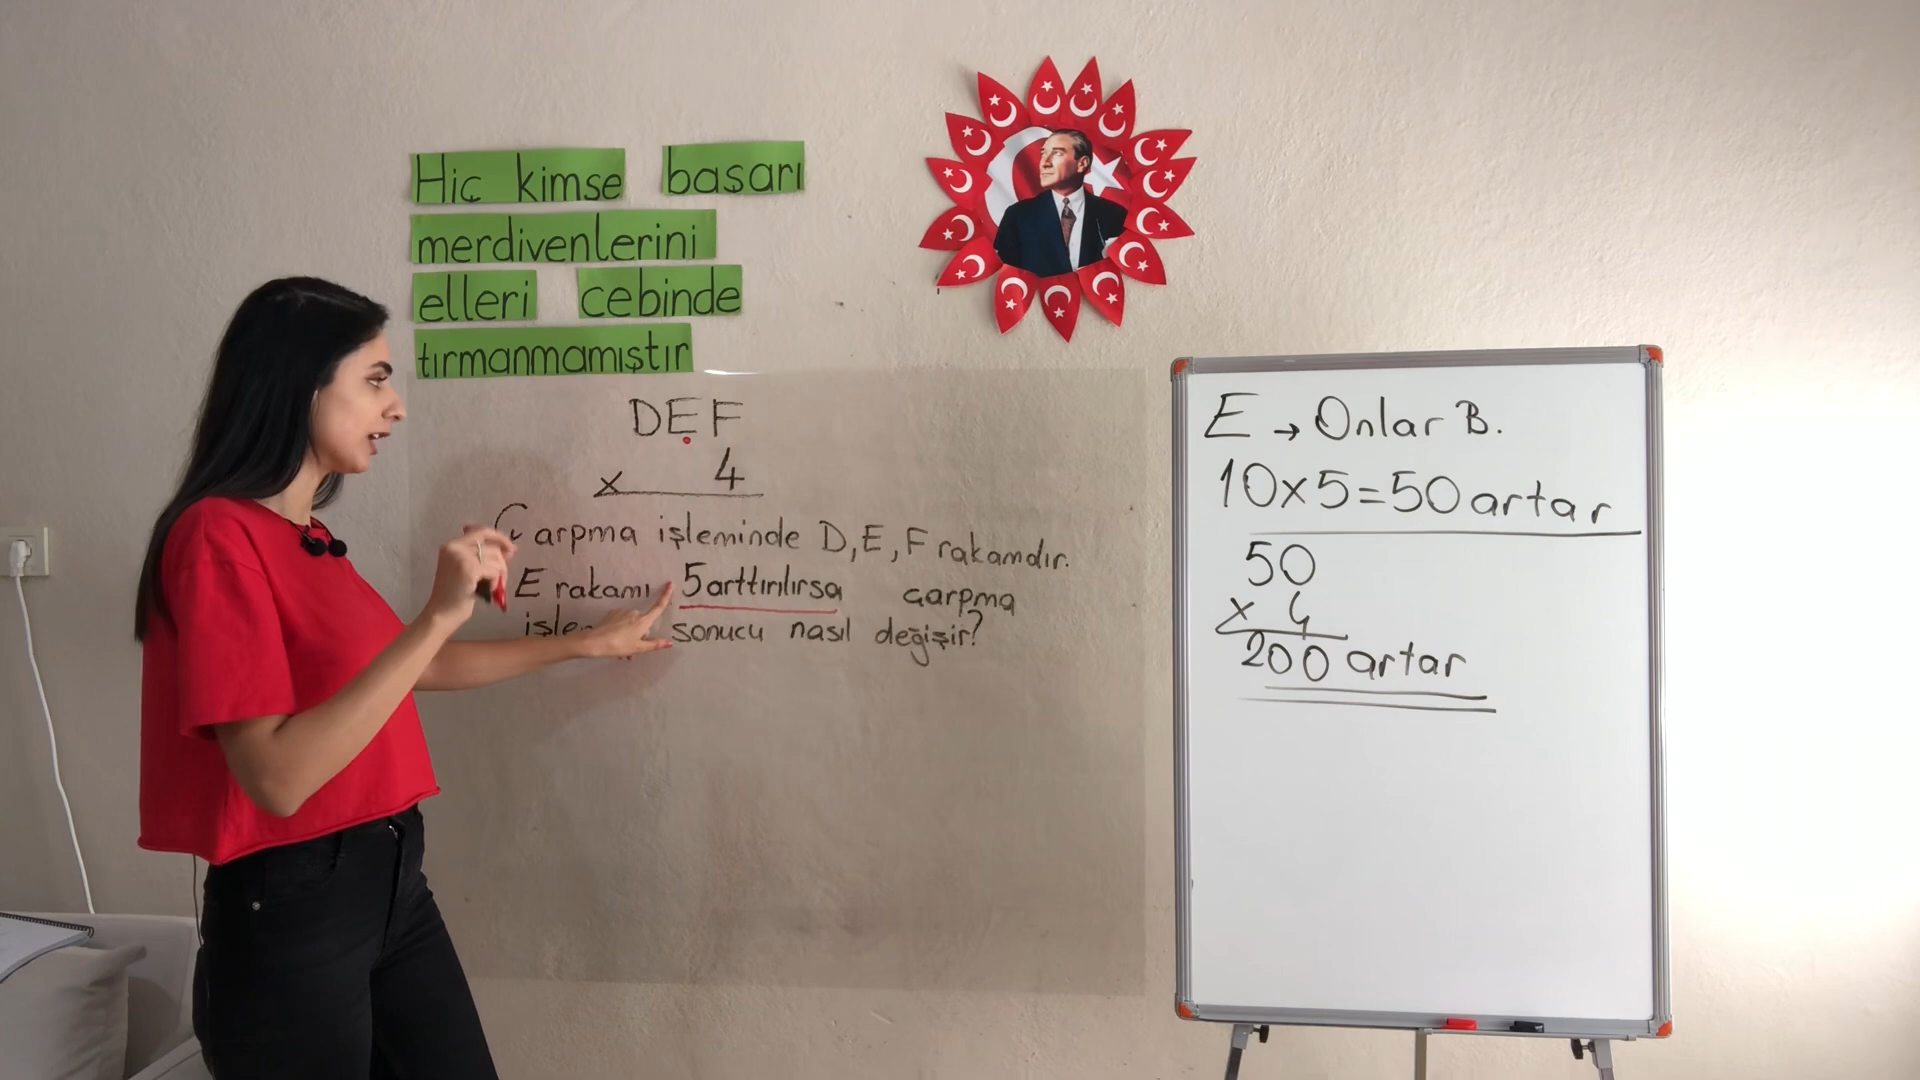 Hiç kimse başarı
merdivenlerini
elleri cebinde
tırmanmamıştır
DEF
x 4
Çarpma işleminde D, E, F rakamdır.
E rakamı 5 arttırılırsa çarpma
sonucu nasıl değişir?
E → Onlar B.
10x5=50 artar
50
x 4
200 artar